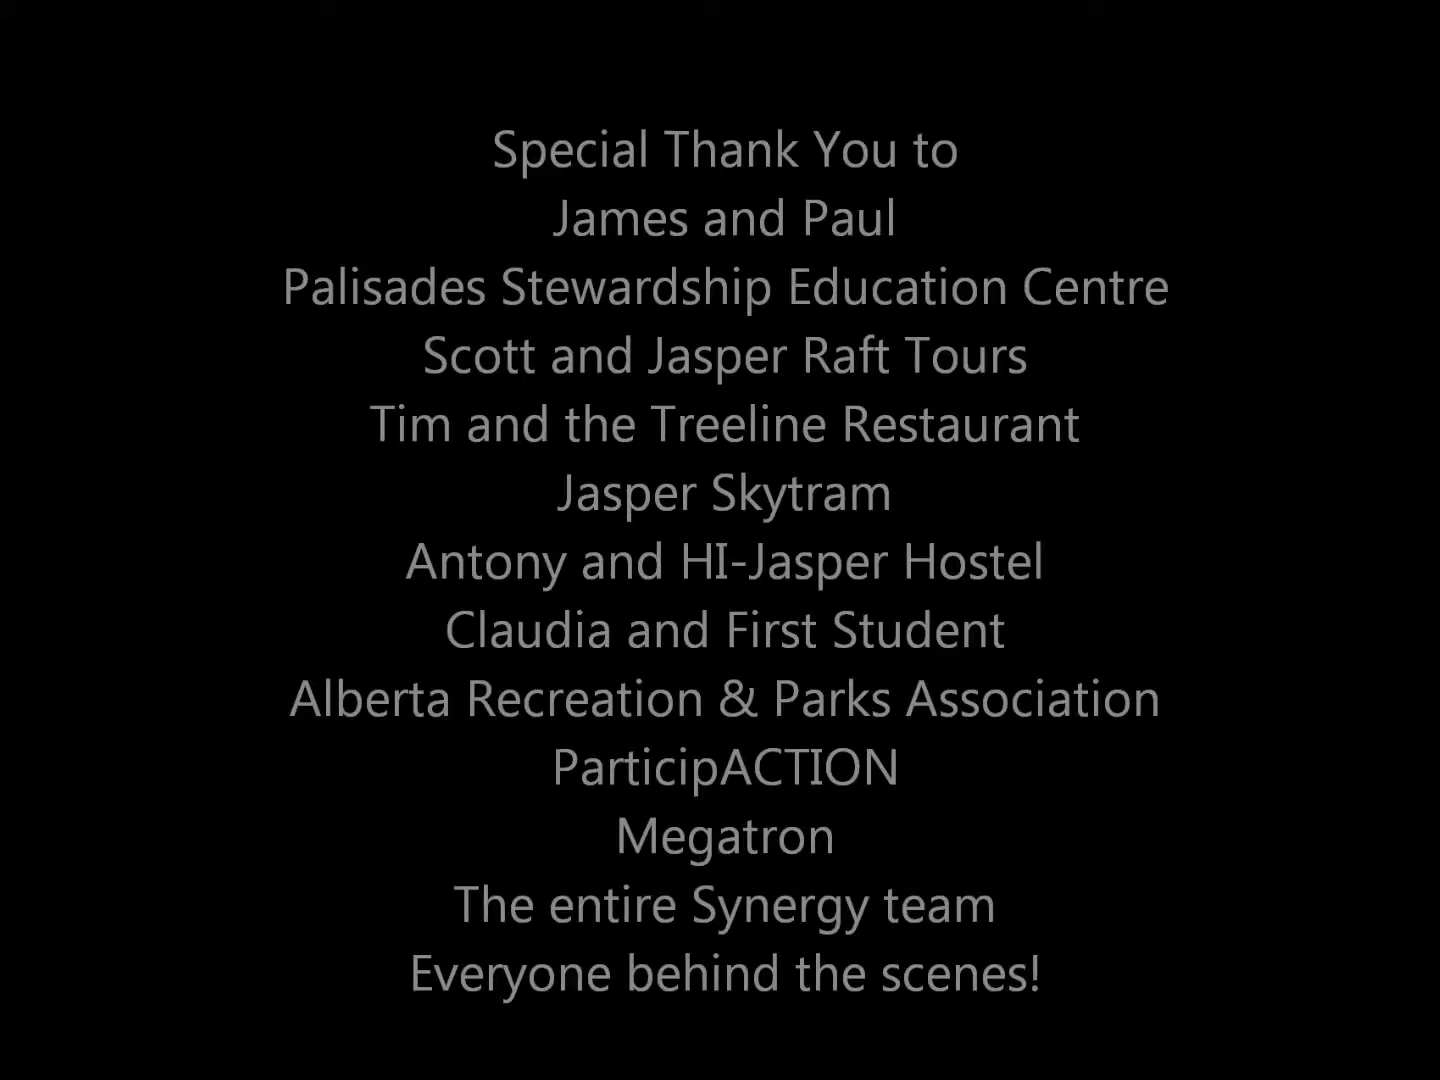 Special Thank You to
James and Paul
Palisades Stewardship Education Centre
Scott and Jasper Raft Tours
Tim and the Treeline Restaurant
Jasper Skytram
Antony and HI-Jasper Hostel
Claudia and First Student
Alberta Recreation & Parks Association
ParticipACTION
Megatron
The entire Synergy team
Everyone behind the scenes!